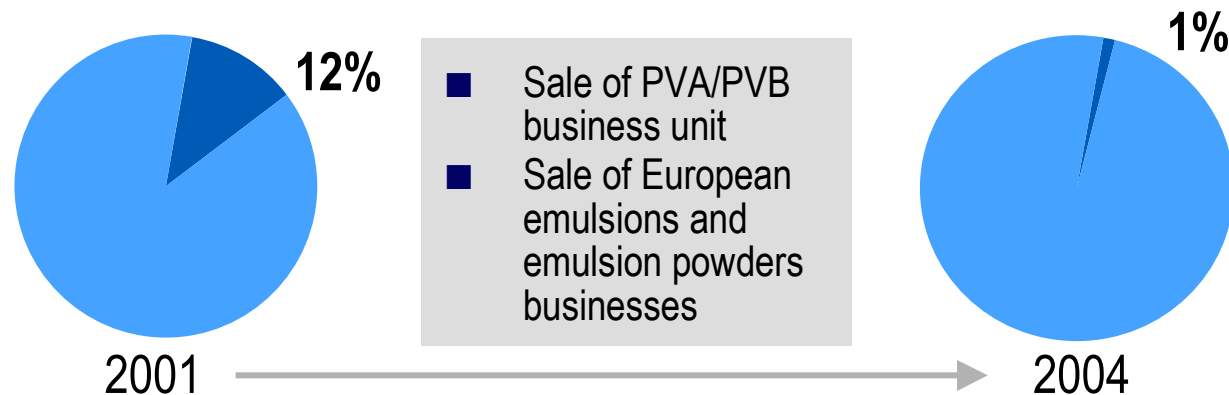 12%
2001
■ Sale of PVA/PVB
business unit
■ Sale of European
emulsions and
emulsion powders
businesses
1%
2004